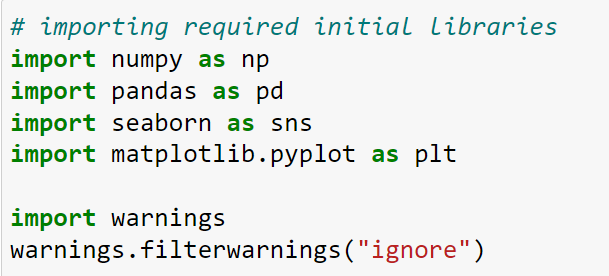 # importing required initial libraries
import numpy as np
import pandas as pd
import seaborn as sns
import matplotlib.pyplot as plt
import warnings
warnings.filterwarnings("ignore")